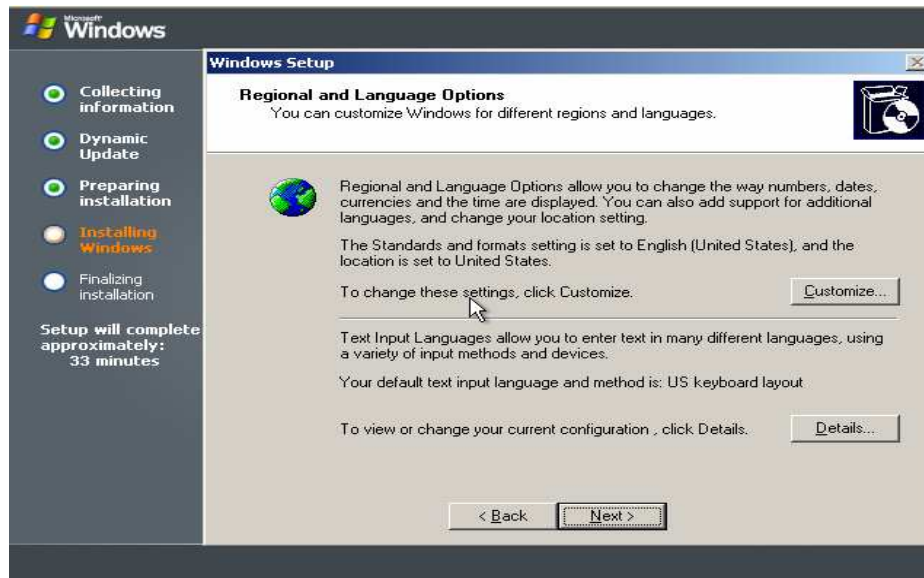 Microsoft
Windows
Collecting
information
Dynamic
Update
Preparing
installation
Installing
Windows
Finalizing
installation
Setup will complete
approximately:
33 minutes
Windows Setup
Regional and Language Options
You can customize Windows for different regions and languages.
Regional and Language Options allow you to change the way numbers, dates,
currencies and the time are displayed. You can also add support for additional
languages, and change your location setting.
The Standards and formats setting is set to English (United States), and the
location is set to United States.
To change these settings, click Customize.
Customize...
Text Input Languages allow you to enter text in many different languages, using
a variety of input methods and devices.
Your default text input language and method is: US keyboard layout
To view or change your current configuration , click Details.
Details...
< Back
Next >